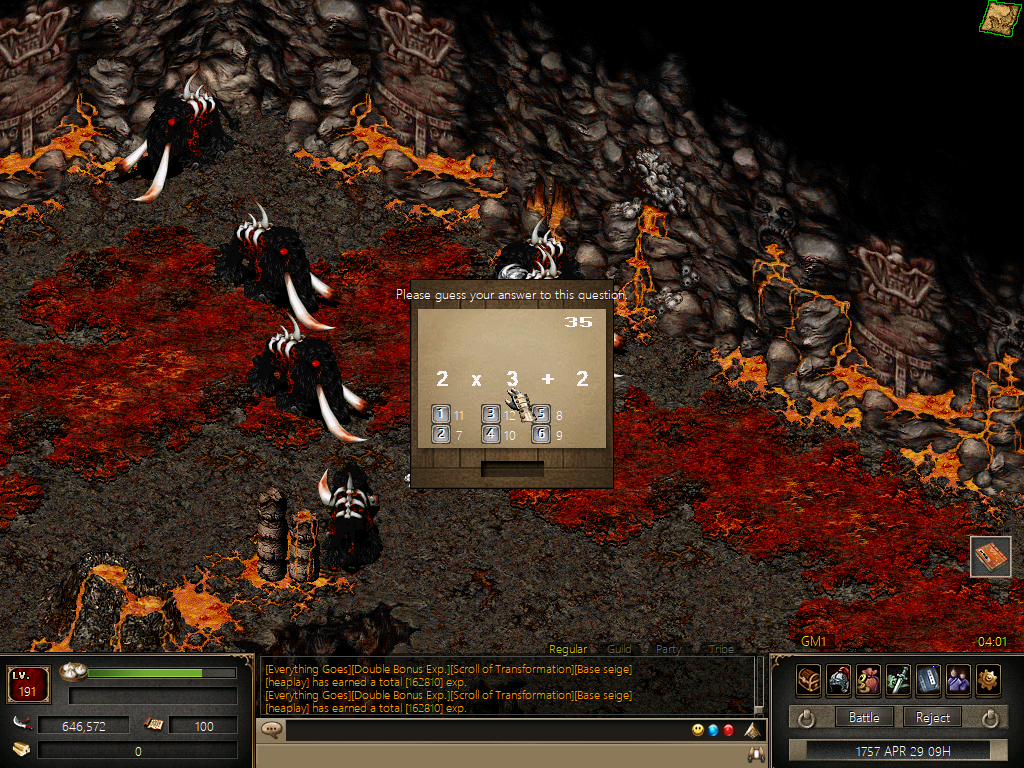 Please guess your answer to this question.
35
2 x 3 + 2
1 11 3 12 5 8
2 7 4 10 6 9
GM1 04:01
Regular Guild Party Tribe
[Everything Goes][Double Bonus Exp.][Scroll of Transformation][Base seige]
[heaplay] has earned a total [162810] exp.
[Everything Goes][Double Bonus Exp.][Scroll of Transformation][Base seige]
[heaplay] has earned a total [162810] exp.
LV.
191
646,572 100
0
Battle Reject
1757 APR 29 09H